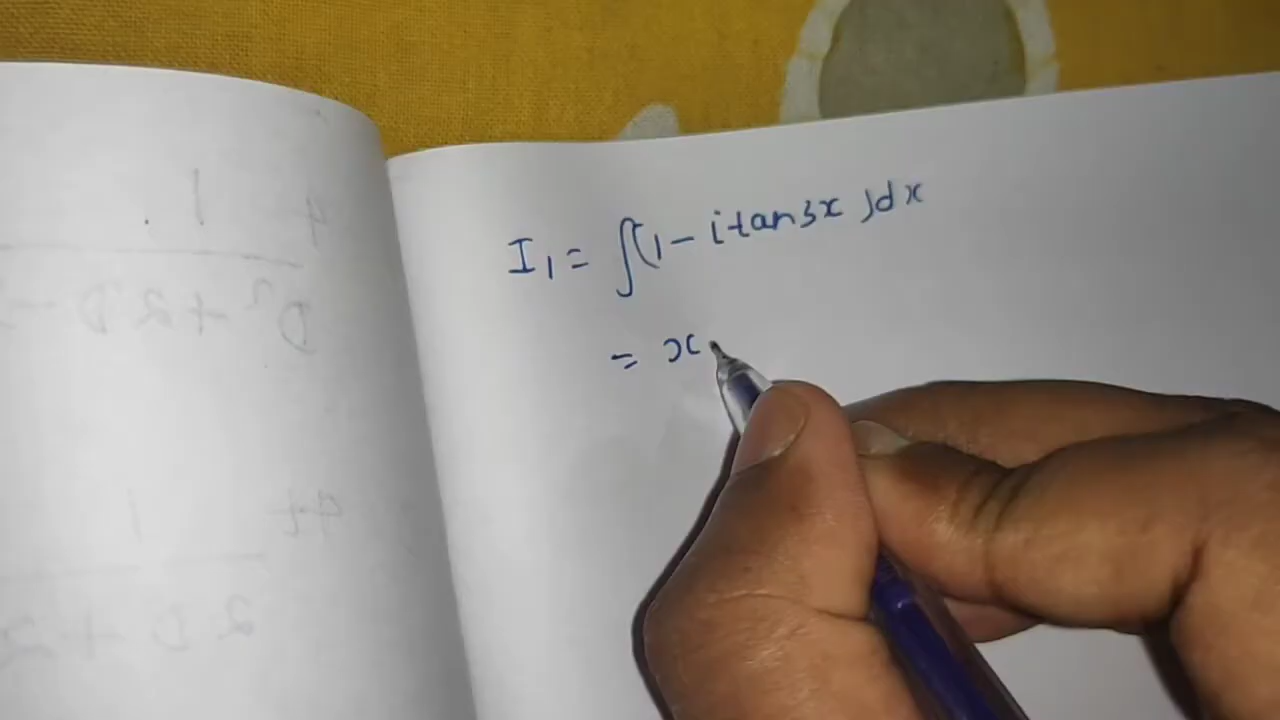 I₁ = ∫(1 - i tan3x)dx
= x